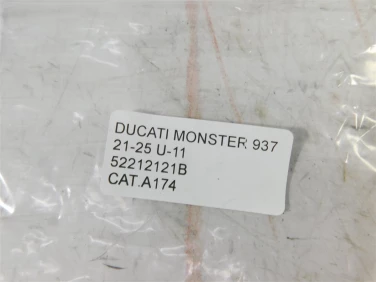 DUCATI MONSTER 937
21-25 U-11
52212121B
CAT.A174